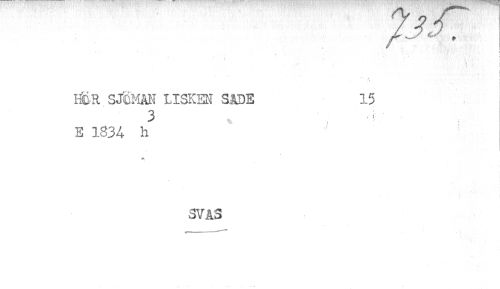 735.
HÖR SJÖMAN LISKEN SADE 15
3
E 1834 h
SVAS